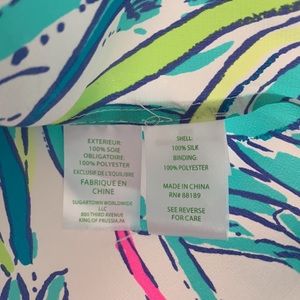 EXTERIEUR:
100% SOIE
OBLIGATOIRE:
100% POLYESTER
EXCLUSIF DE L'EQUILIBRE
FABRIQUE EN
CHINE
SUGARTOWN WORLDWIDE
LLC
800 THIRD AVENUE
KING OF PRUSSIA,PA
SHELL:
100% SILK
BINDING:
100% POLYESTER
MADE IN CHINA
RN# 88189
SEE REVERSE
FOR CARE